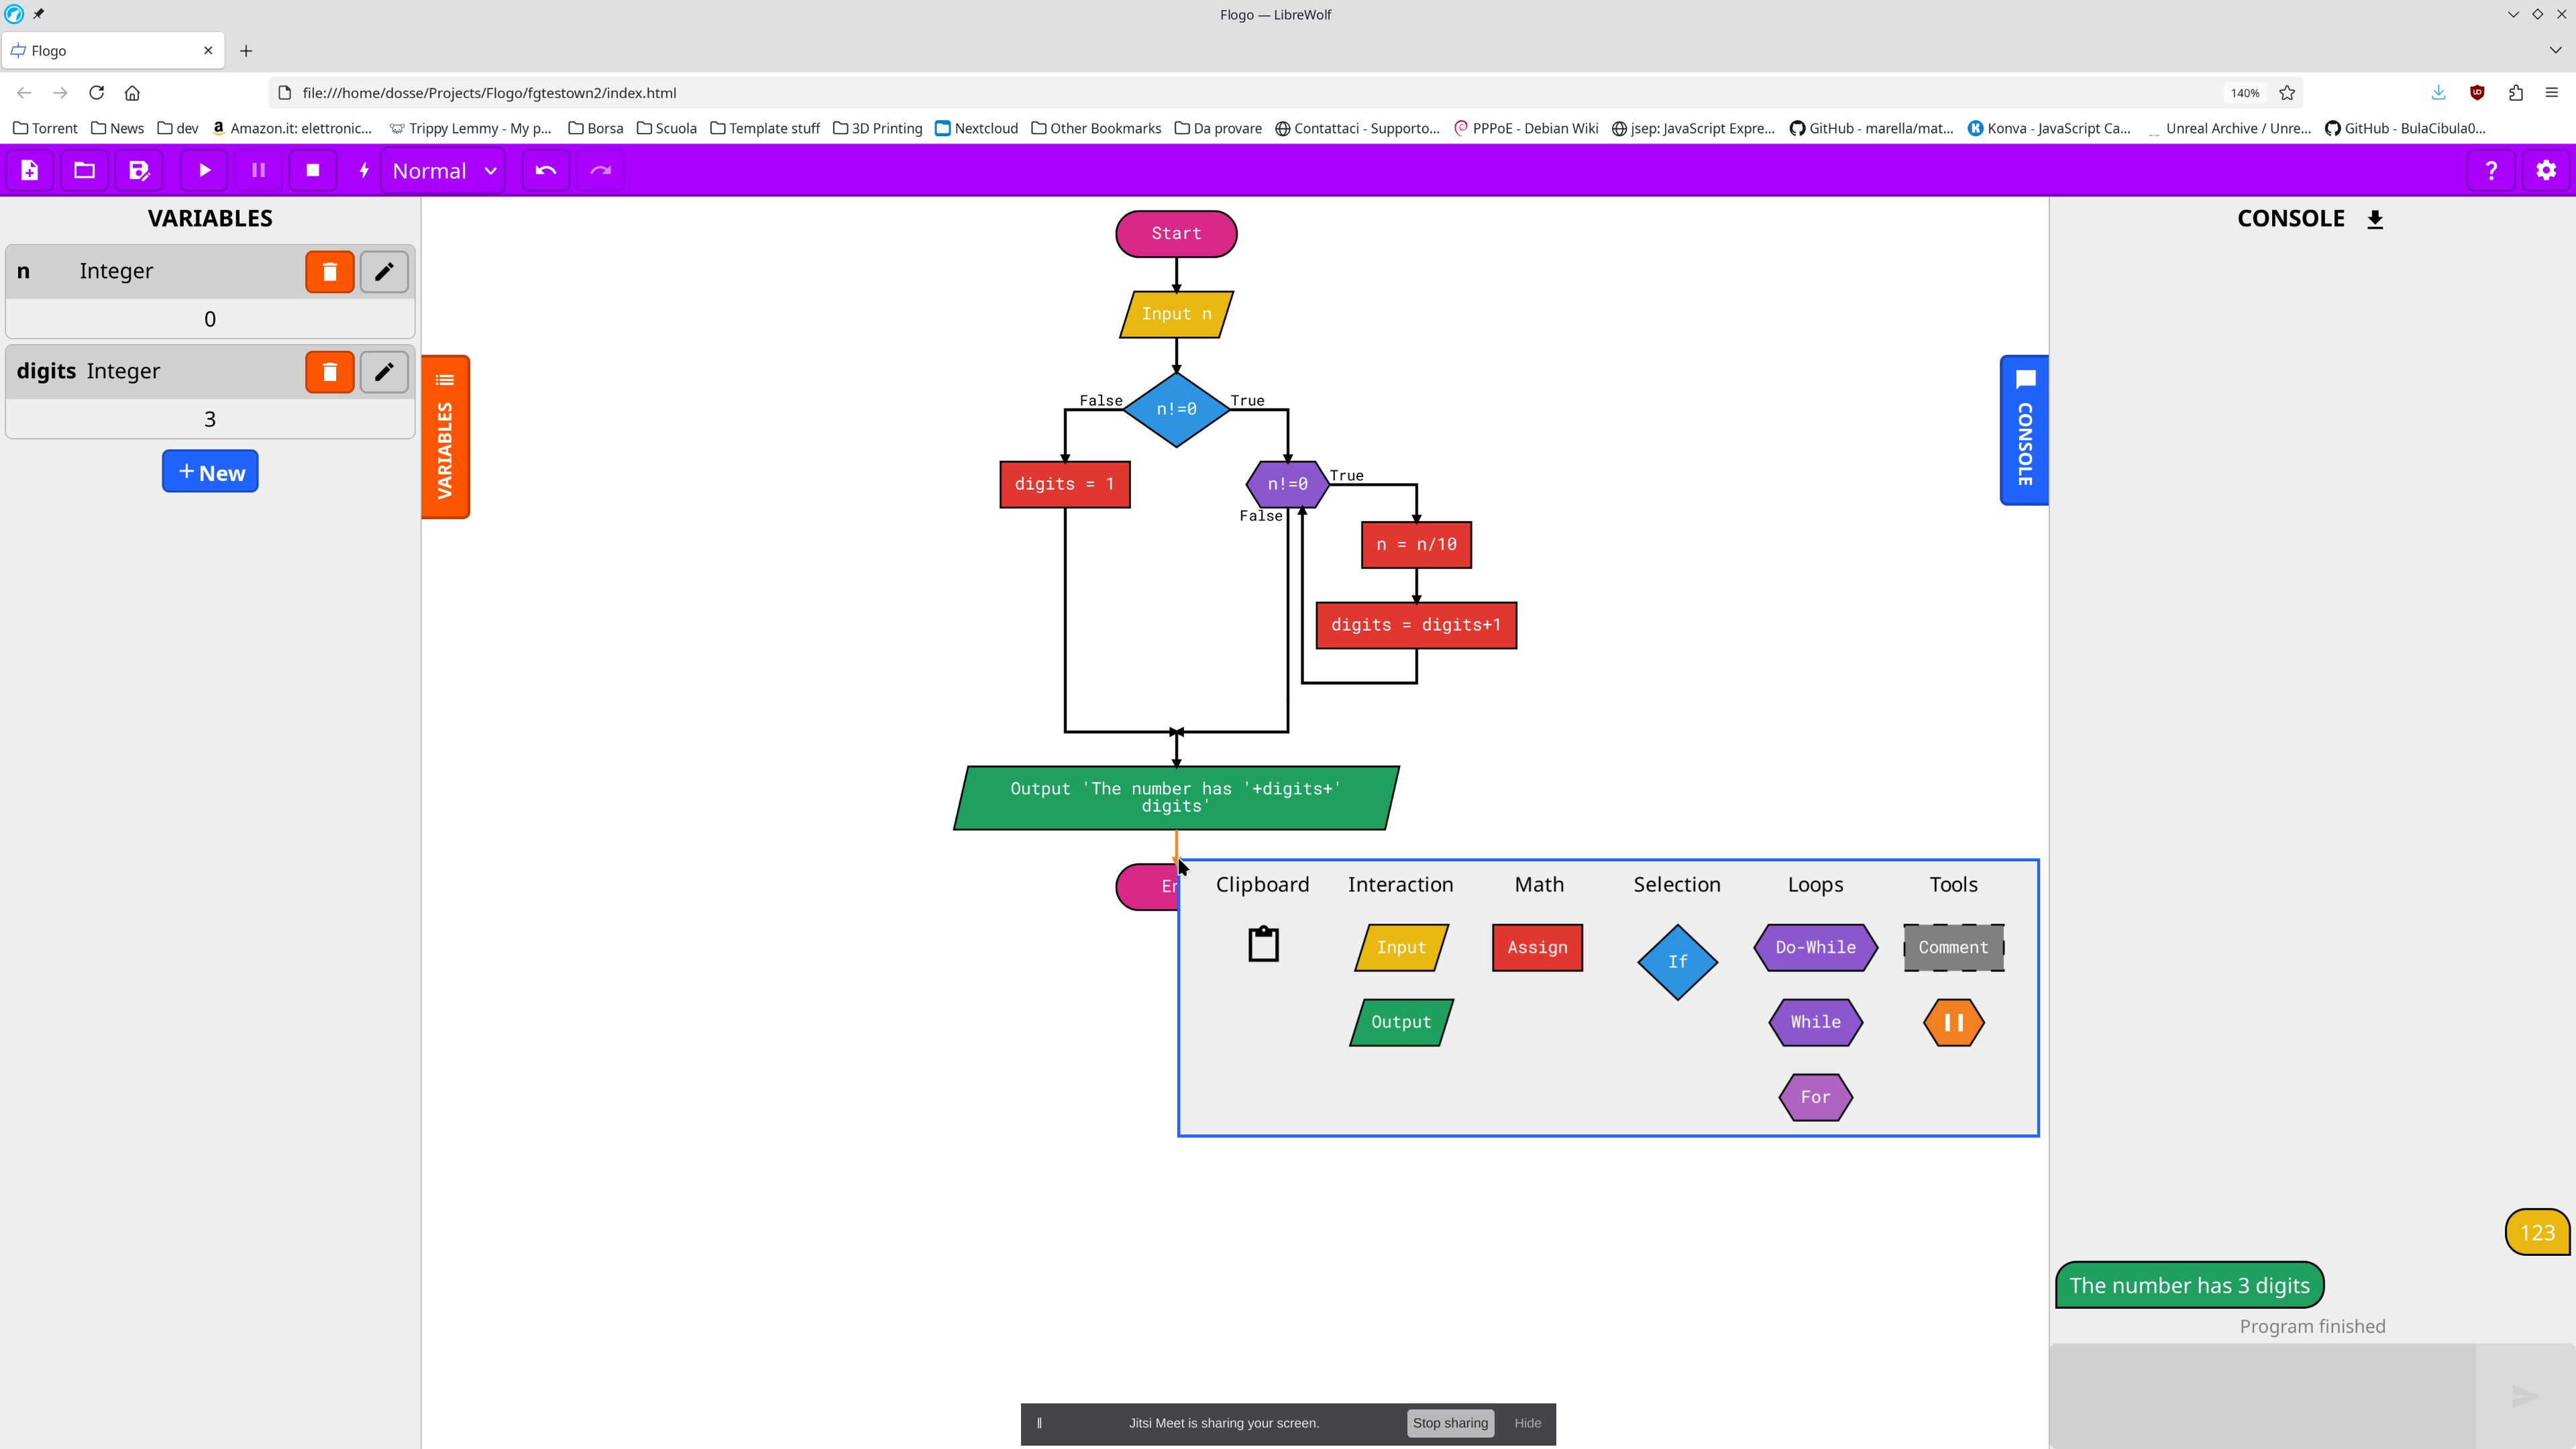 Flogo — LibreWolf
Flogo
file:///home/dosse/Projects/Flogo/fgtestown2/index.html
140%
Torrent News dev Amazon.it: elettronic... Trippy Lemmy - My p... Borsa Scuola Template stuff 3D Printing Nextcloud Other Bookmarks Da provare Contattaci - Supporto... PPPoE - Debian Wiki jsep: JavaScript Expre... GitHub - marella/mat... Konva - JavaScript Ca... Unreal Archive / Unre... GitHub - BulaCibula0...
Normal
?
VARIABLES
n Integer
0
digits Integer
3
+ New
VARIABLES
Start
Input n
False
n!=0
True
digits = 1
n!=0
True
False
n = n/10
digits = digits+1
Output 'The number has '+digits+'
digits'
Er
Clipboard Interaction Math Selection Loops Tools
Input Assign If Do-While Comment
Output While
For
CONSOLE
CONSOLE
123
The number has 3 digits
Program finished
Jitsi Meet is sharing your screen. Stop sharing Hide